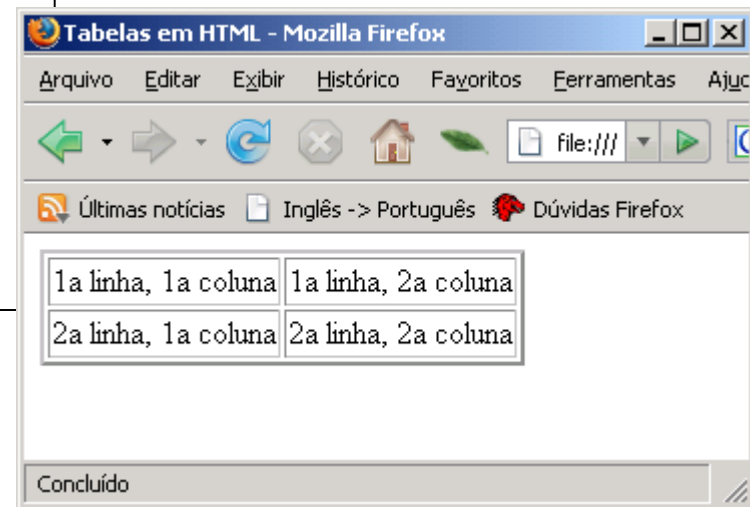 Tabelas em HTML - Mozilla Firefox
Arquivo Editar Exibir Histórico Favoritos Ferramentas
file:///
Últimas notícias Inglês -> Português Dúvidas Firefox
1a linha, 1a coluna 1a linha, 2a coluna
2a linha, 1a coluna 2a linha, 2a coluna
Concluído